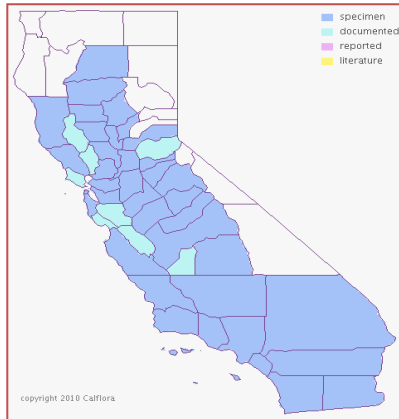 specimen
documented
reported
literature
copyright 2010 Calflora